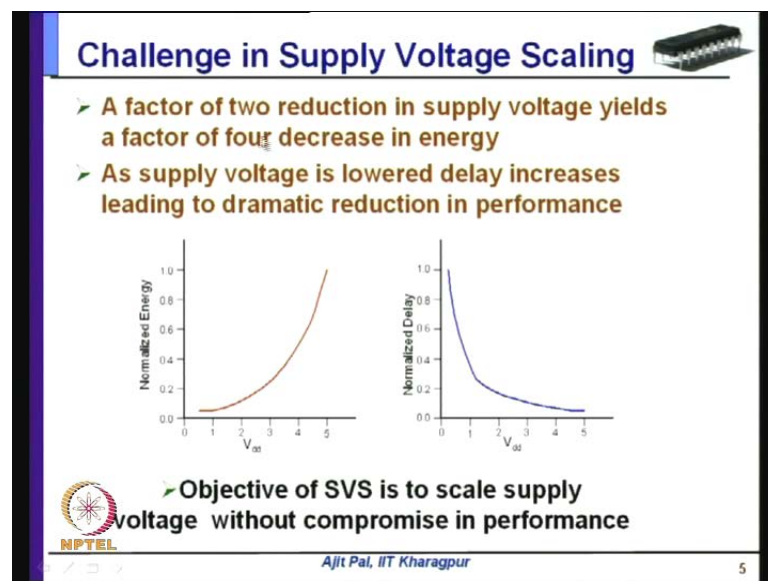 Challenge in Supply Voltage Scaling
A factor of two reduction in supply voltage yields
a factor of four decrease in energy
As supply voltage is lowered delay increases
leading to dramatic reduction in performance
Normalized Energy
1.0
0.8
0.6
0.4
0.2
0.0
0 1 2 3 4 5
Vdd
Normalized Delay
1.0
0.8
0.6
0.4
0.2
0.0
0 1 2 3 4 5
Vdd
Objective of SVS is to scale supply
voltage without compromise in performance
NPTEL
Ajit Pal, IIT Kharagpur
5